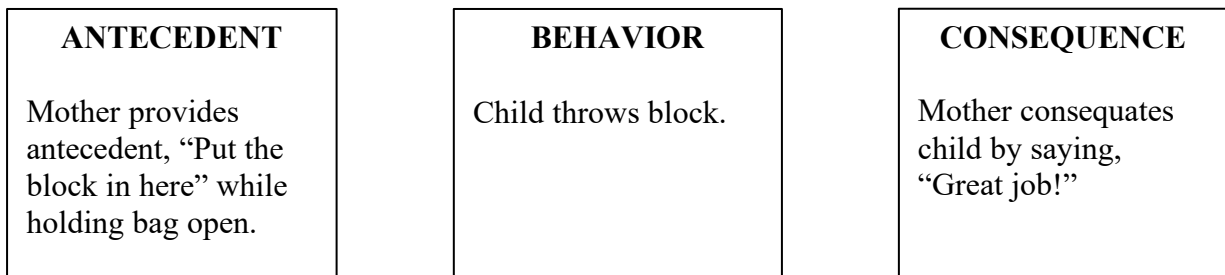 ANTECEDENT
Mother provides
antecedent, “Put the
block in here” while
holding bag open.
BEHAVIOR
Child throws block.
CONSEQUENCE
Mother consequates
child by saying,
“Great job!”